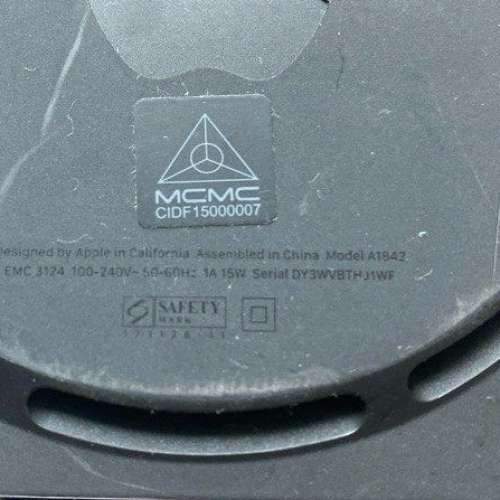 MCMC
CIDF15000007
Designed by Apple in California Assembled in China Model A1842
EMC 3124 100-240V~ 50-60Hz 1A 15W Serial
SAFETY
MARK